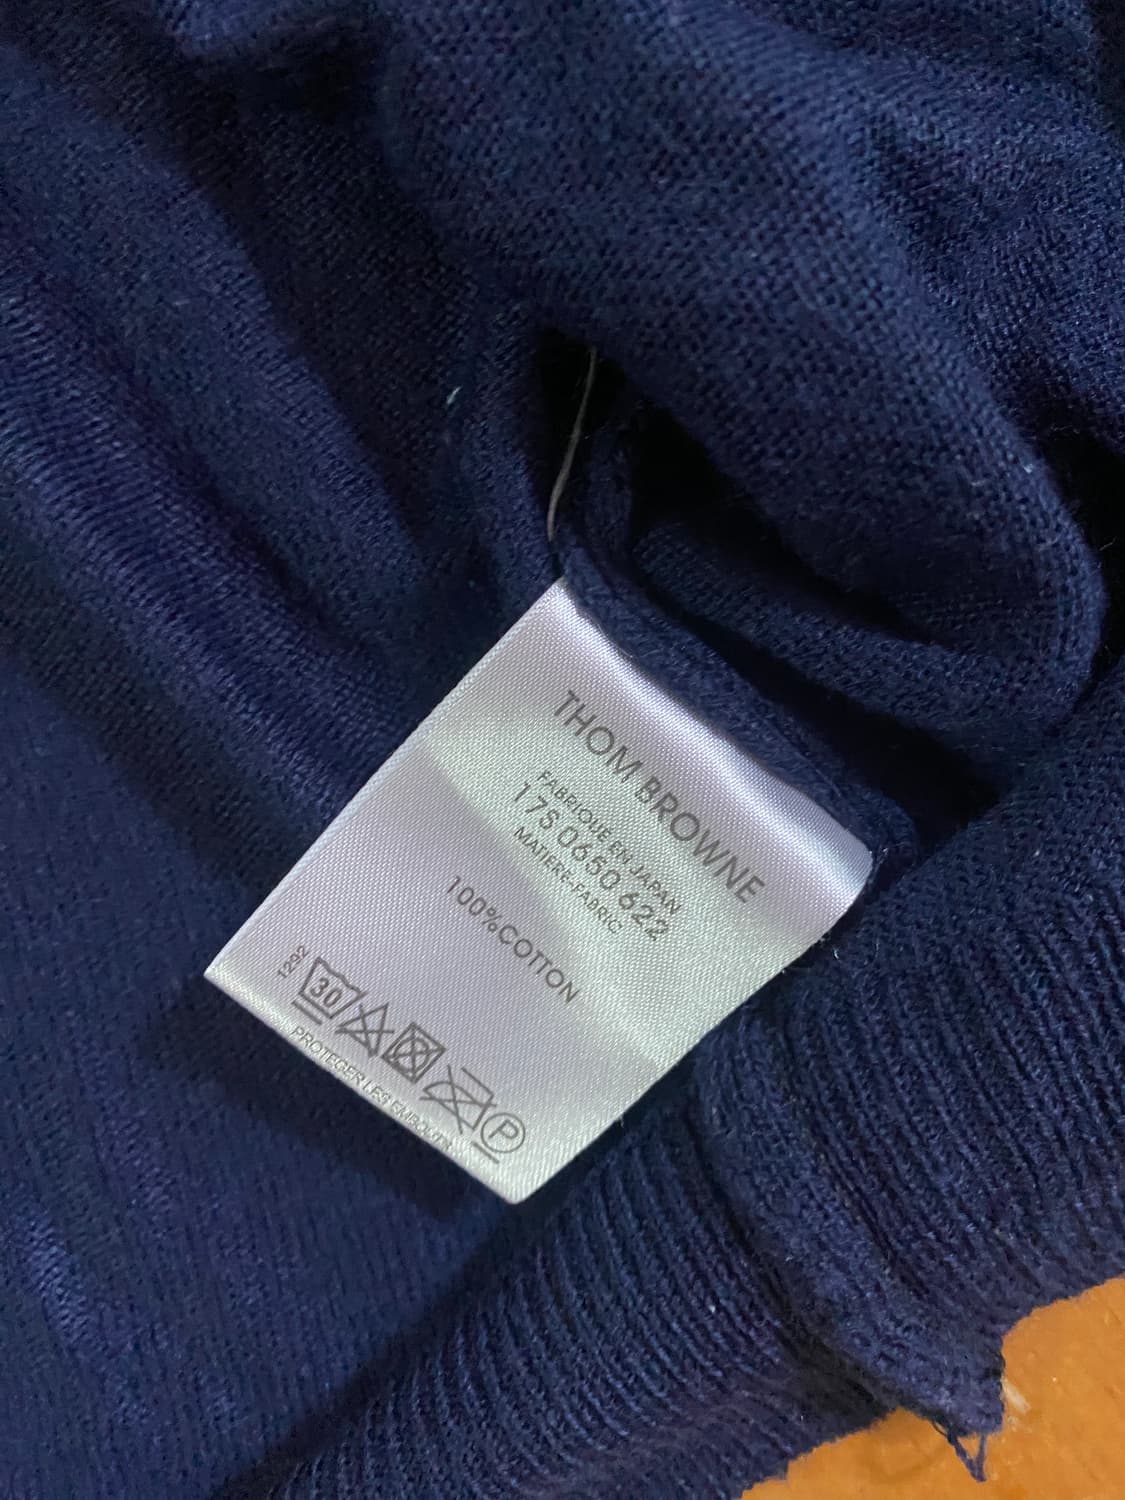 THOM BROWNE
FABRIQUE EN JAPAN
17S 0650 622
MATIERE-FABRIC
100%COTTON
1292
30
P
PROTEGER LES EMBOUTS